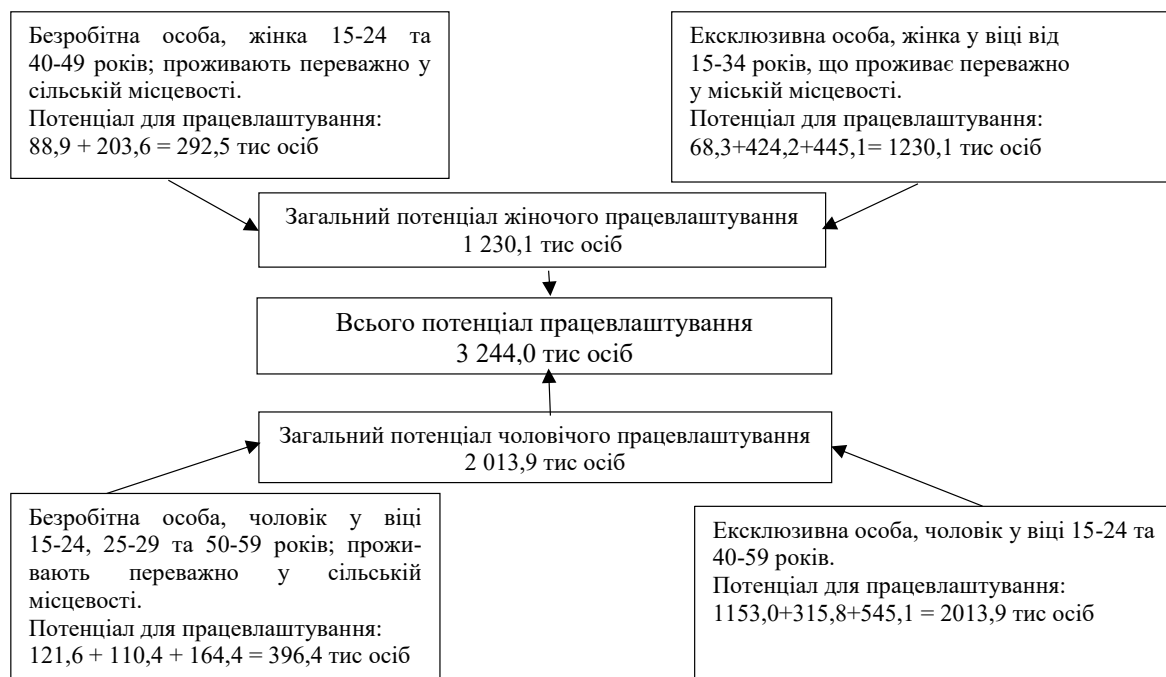 Безробітна особа, жінка 15-24 та
40-49 років; проживають переважно у
сільській місцевості.
Потенціал для працевлаштування:
88,9 + 203,6 = 292,5 тис осіб
Ексклюзивна особа, жінка у віці від
15-34 років, що проживає переважно
у міській місцевості.
Потенціал для працевлаштування:
68,3+424,2+445,1= 1230,1 тис осіб
Загальний потенціал жіночого працевлаштування
1 230,1 тис осіб
Всього потенціал працевлаштування
3 244,0 тис осіб
Загальний потенціал чоловічого працевлаштування
2 013,9 тис осіб
Безробітна особа, чоловік у віці
15-24, 25-29 та 50-59 років; прожи-
вають переважно у сільській
місцевості.
Потенціал для працевлаштування:
121,6 + 110,4 + 164,4 = 396,4 тис осіб
Ексклюзивна особа, чоловік у віці 15-24 та
40-59 років.
Потенціал для працевлаштування:
1153,0+315,8+545,1 = 2013,9 тис осіб